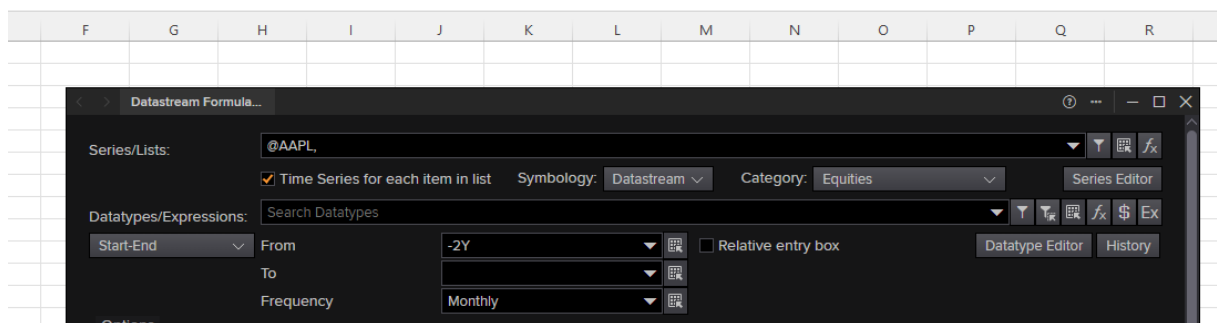 F G H I J K L M N O P Q R
Datastream Formula...
Series/Lists: @AAPL,
Time Series for each item in list Symbology: Datastream Category: Equities Series Editor
Datatypes/Expressions: Search Datatypes $ Ex
Start-End From -2Y Relative entry box Datatype Editor History
To
Frequency Monthly